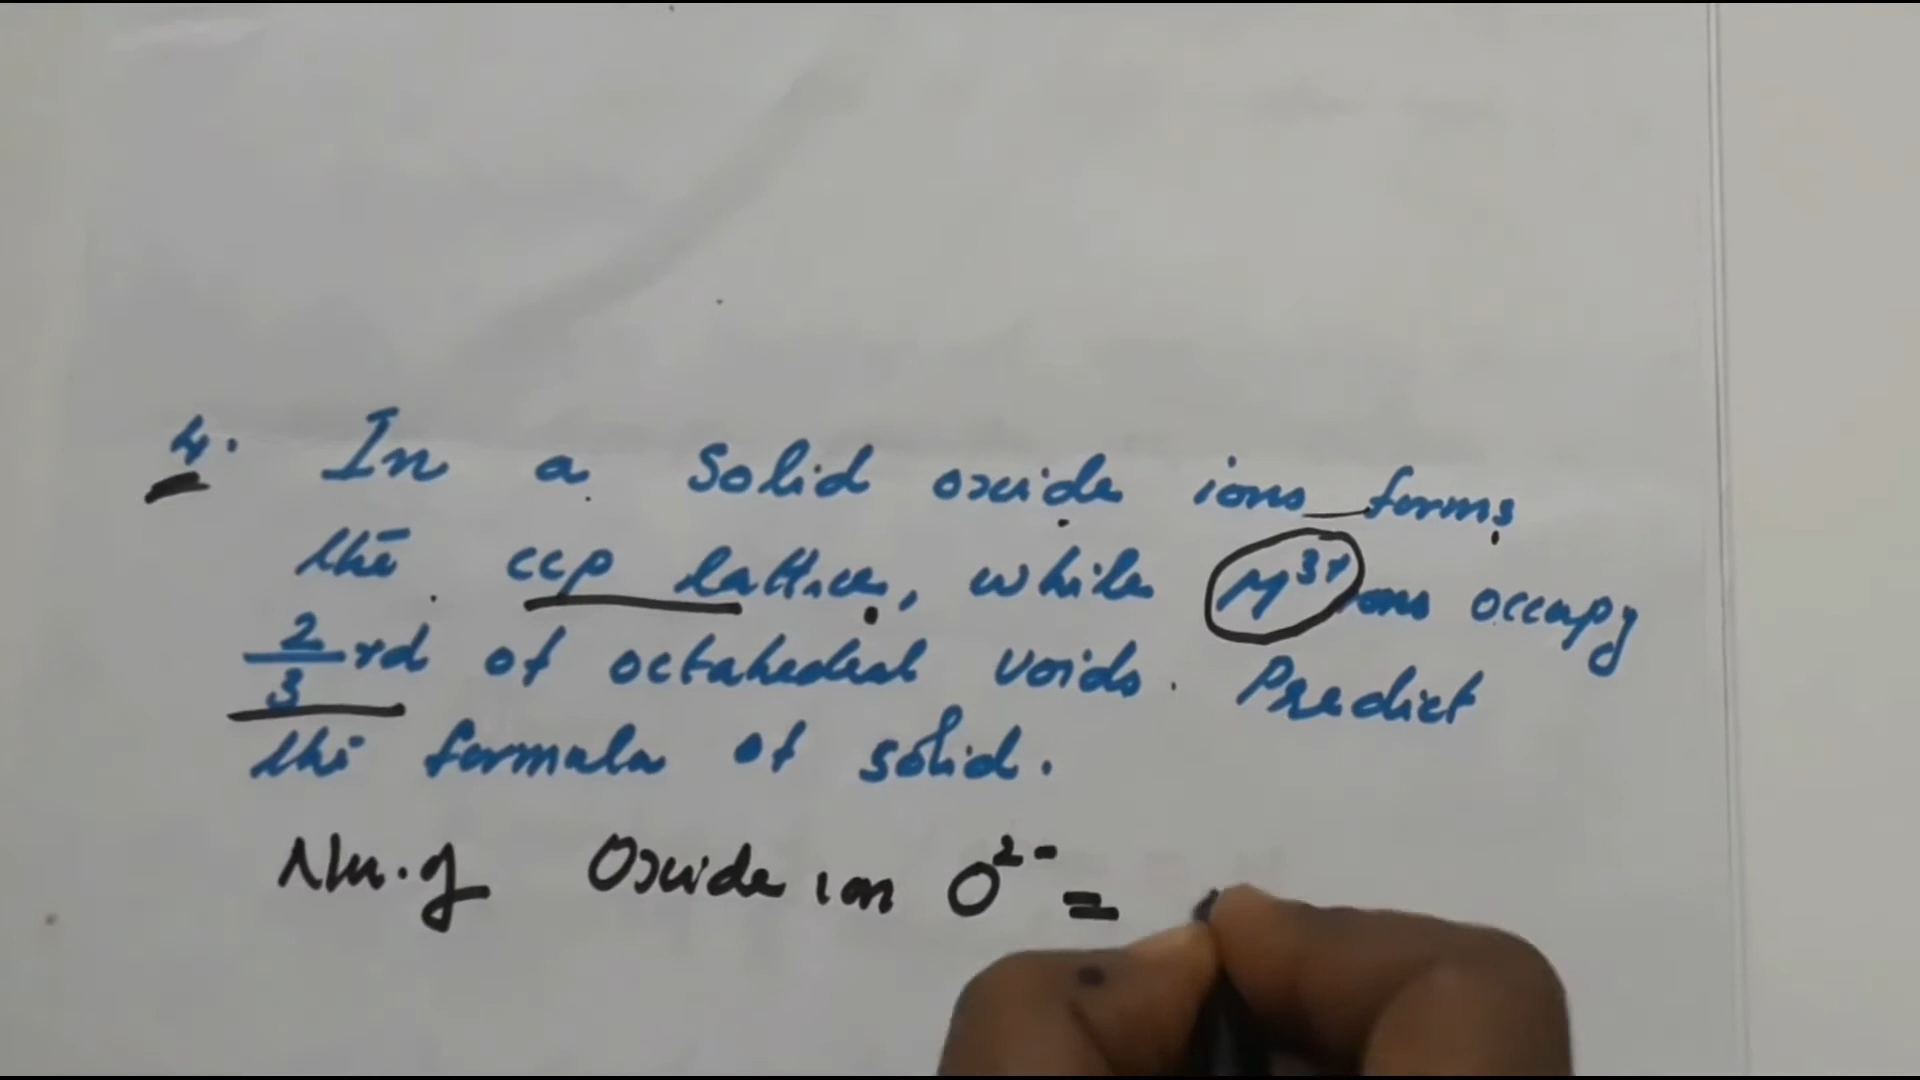 4. In a solid oxide ions forms
the ccp lattice, while M³⁺ ions occupy
2/3 rd of octahedral voids. Predict
the formula of solid.
Nu. of Oxide ion O²⁻ =